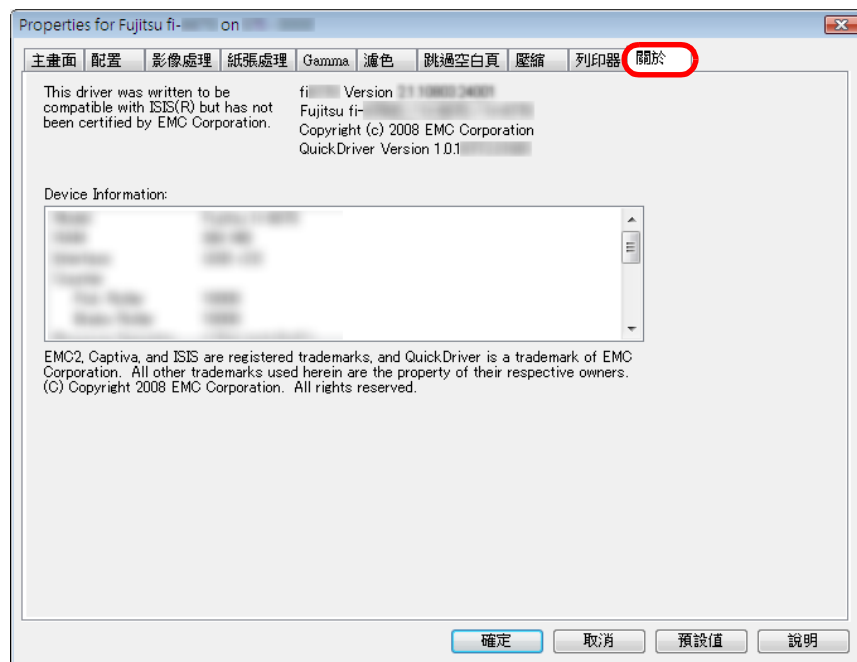 Properties for Fujitsu fi- on
主畫面 配置 影像處理 紙張處理 Gamma 濾色 跳過空白頁 壓縮 列印器 關於
This driver was written to be
compatible with ISIS(R) but has not
been certified by EMC Corporation.
fi Version
Fujitsu fi-
Copyright (c) 2008 EMC Corporation
QuickDriver Version 1.0.1
Device Information:
EMC2, Captiva, and ISIS are registered trademarks, and QuickDriver is a trademark of EMC
Corporation. All other trademarks used herein are the property of their respective owners.
(C) Copyright 2008 EMC Corporation. All rights reserved.
確定 取消 預設值 說明